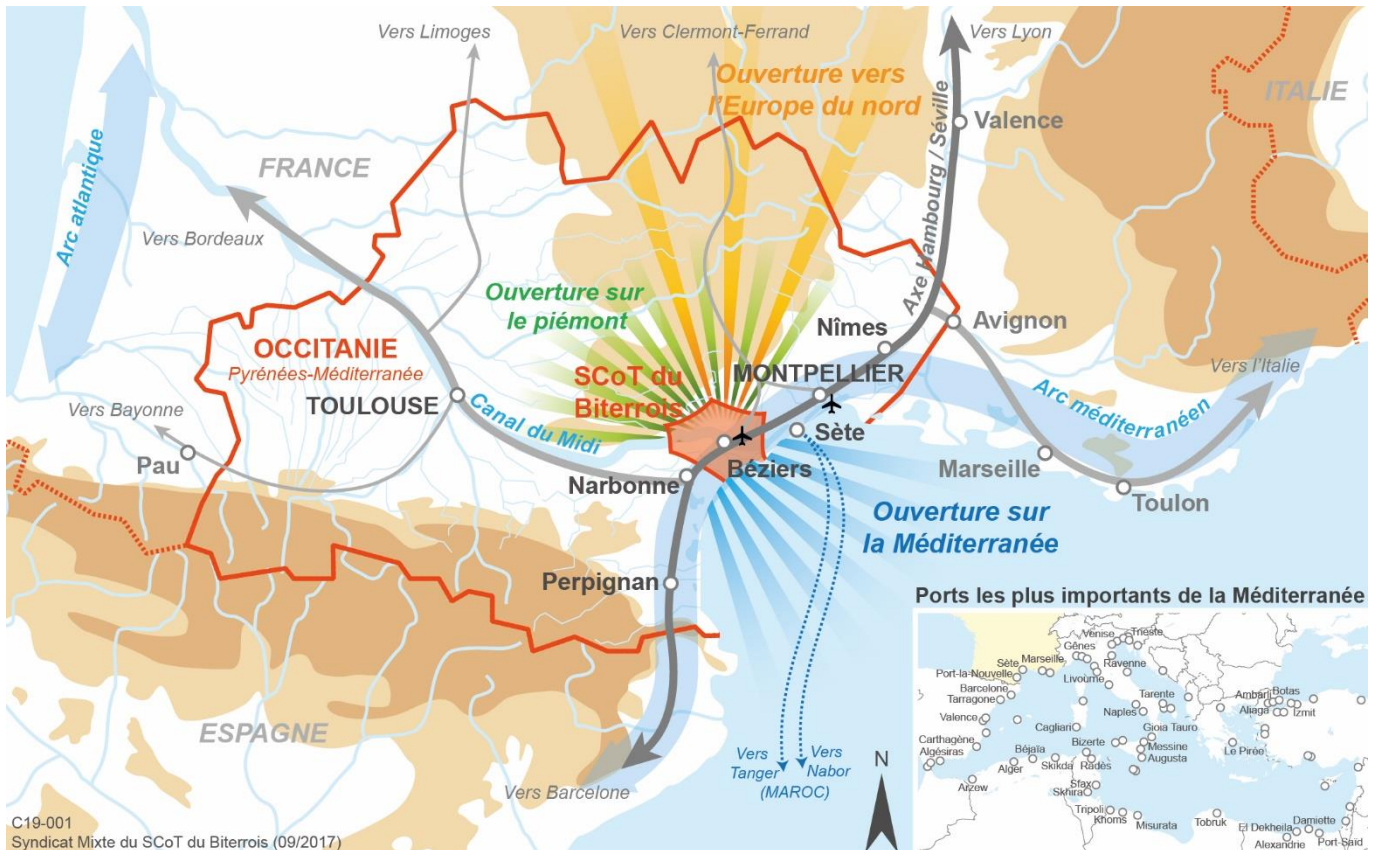 Vers Limoges
Vers Clermont-Ferrand
Vers Lyon
Ouverture vers
l'Europe du nord
ITALIE
Valence
Axe Hambourg / Séville
Arc atlantique
FRANCE
Vers Bordeaux
Ouverture sur
le piémont
Nîmes
Avignon
OCCITANIE
Pyrénées-Méditerranée
SCoT du
Biterrois
MONTPELLIER
Vers l'Italie
TOULOUSE
Vers Bayonne
Canal du Midi
Sète
Arc méditerranéen
Pau
Béziers
Marseille
Narbonne
Toulon
Ouverture sur
la Méditerranée
Perpignan
ESPAGNE
Vers Barcelone
Vers
Tanger
Vers
Nabor
(MAROC)
N
Ports les plus importants de la Méditerranée
Venise
Trieste
Gênes
Sète
Marseille
Ravenne
Port-la-Nouvelle
Livourne
Barcelone
Tarragone
Tarente
Ambarli
Botas
Valence
Naples
Aliaga
Izmit
Cagliari
Gioia Tauro
Carthagène
Bizerte
Messine
Le Pirée
Algésiras
Béjaïa
Augusta
Alger
Skikda
Radès
Arzew
Sfax
Skhira
Tripoli
Khoms
Misurata
Tobruk
Damiette
El Dekheila
Alexandrie
Port-Saïd
C19-001
Syndicat Mixte du SCoT du Biterrois (09/2017)